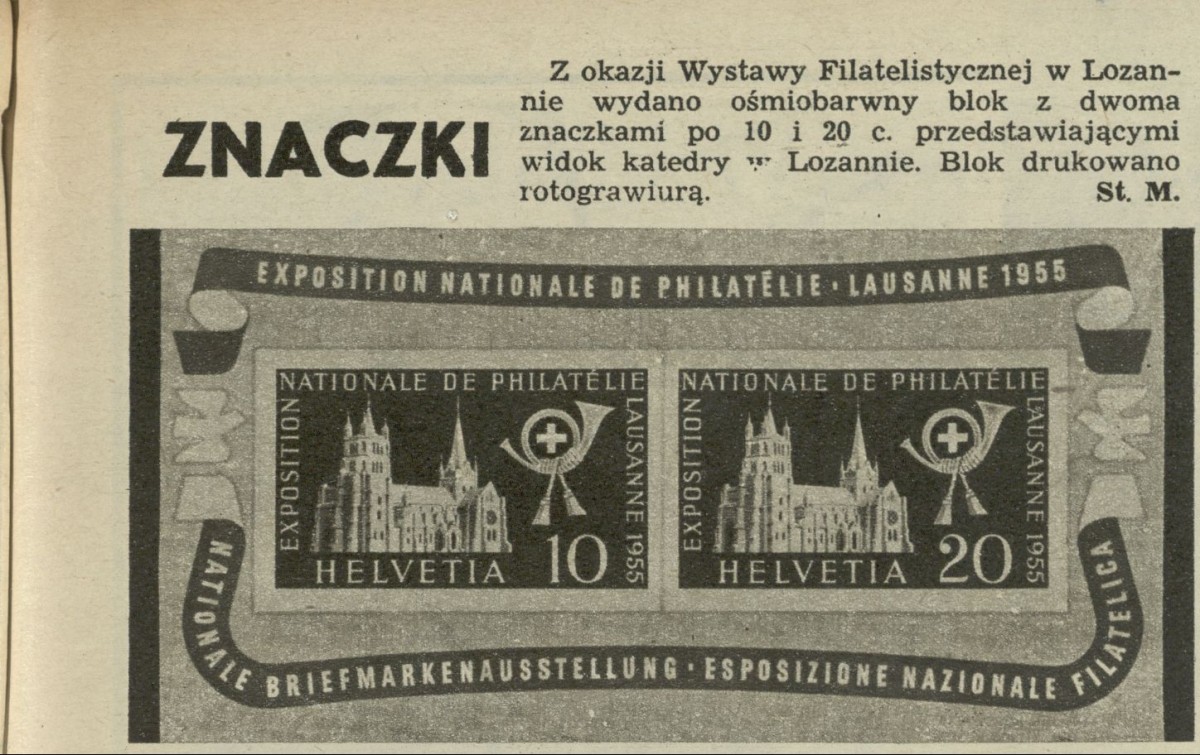 ZNACZKI
Z okazji Wystawy Filatelistycznej w Lozan-
nie wydano ośmiobarwny blok z dwoma
znaczkami po 10 i 20 c. przedstawiającymi
widok katedry w Lozannie. Blok drukowano
rotograwiurą.
St. M.
EXPOSITION NATIONALE DE PHILATÉLIE · LAUSANNE 1955
EXPOSITION
NATIONALE DE PHILATÉLIE
LAUSANNE 1955
HELVETIA 10
EXPOSITION
NATIONALE DE PHILATÉLIE
LAUSANNE 1955
HELVETIA 20
NATIONALE BRIEFMARKENAUSSTELLUNG · ESPOSIZIONE NAZIONALE FILATELICA